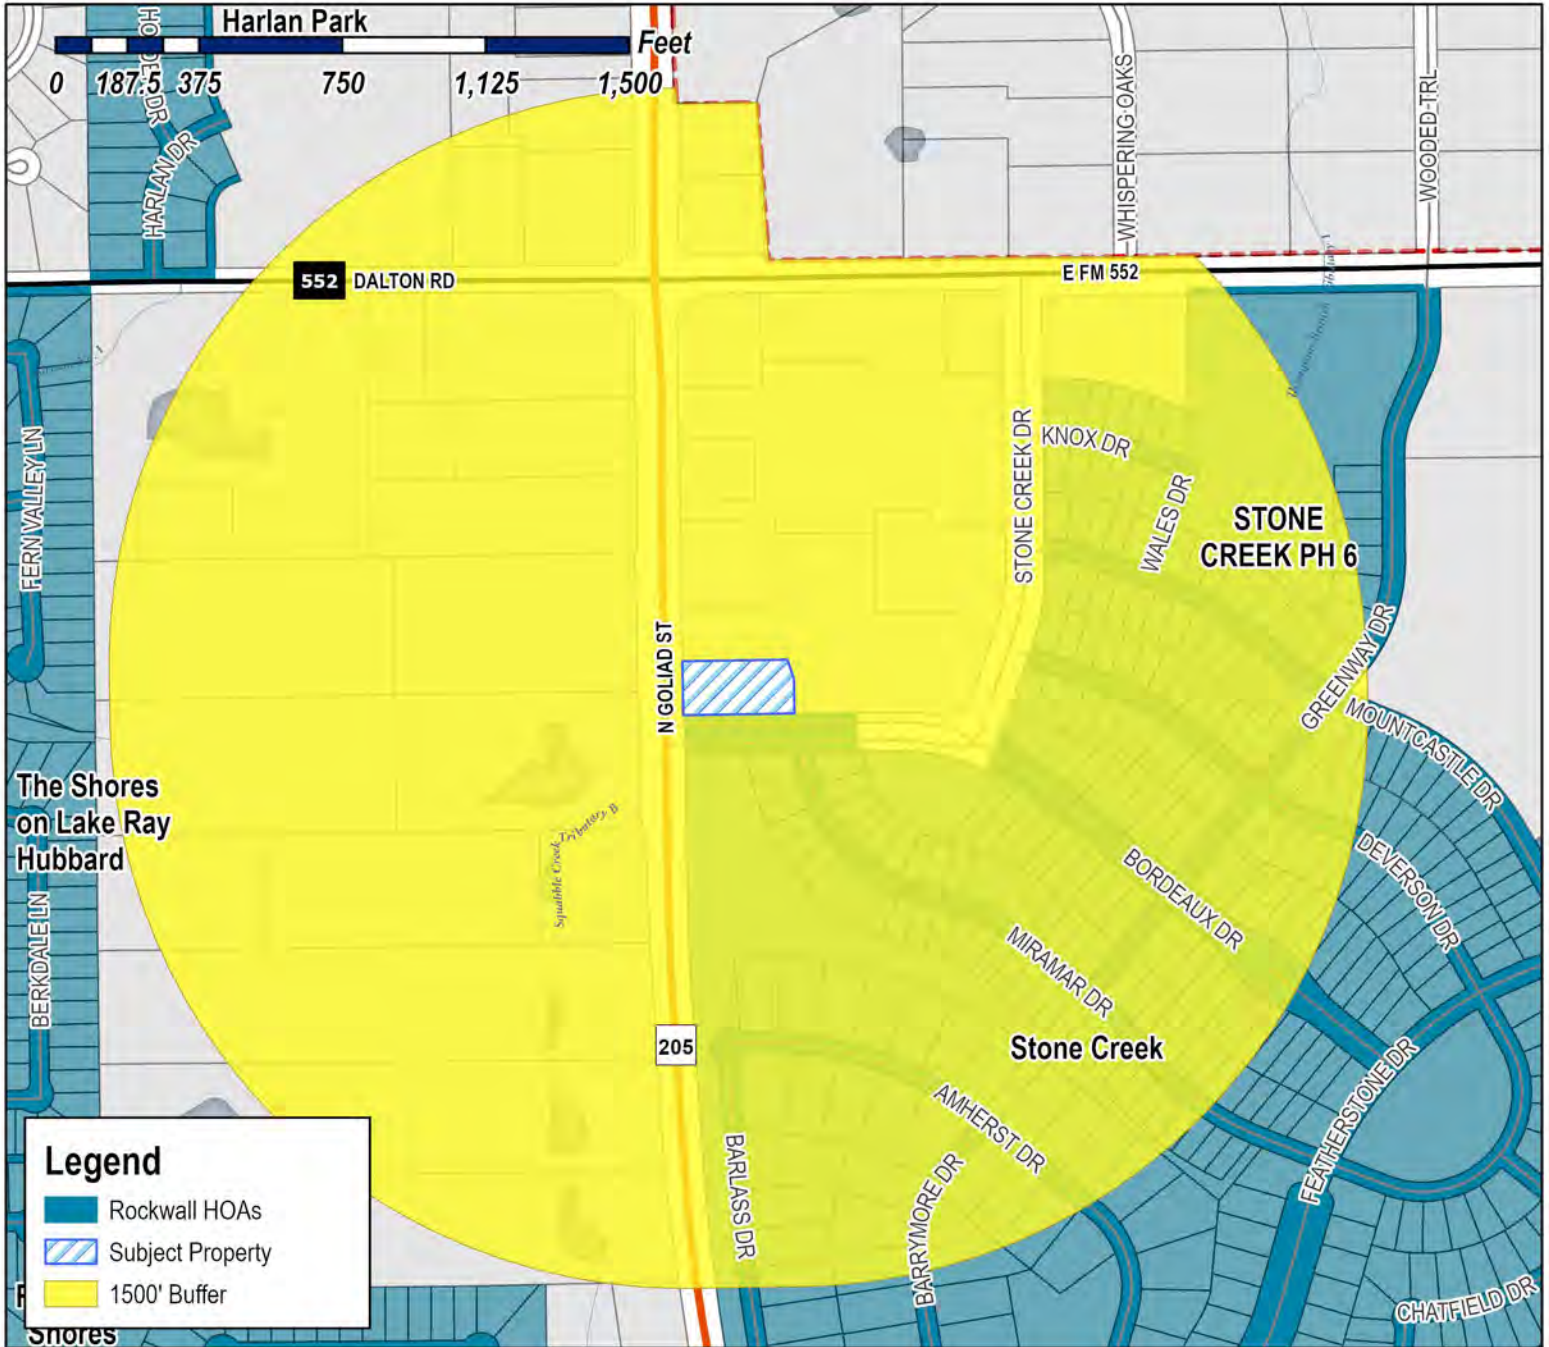 Harlan Park
Feet
0 187.5 375 750 1,125 1,500
HARLAN DR
WHISPERING OAKS
WOODED TRL
552 DALTON RD
E FM 552
FERN VALLEY LN
STONE CREEK DR
KNOX DR
WALES DR
STONE
CREEK PH 6
N GOLIAD ST
GREENWAY DR
MOUNTCASTLE DR
The Shores
on Lake Ray
Hubbard
Squabble Creek Tributary B
BERKDALE LN
BORDEAUX DR
DEVERSON DR
MIRAMAR DR
205
Stone Creek
FEATHERSTONE DR
AMHERST DR
BARLASS DR
BARRYMORE DR
CHATFIELD DR
Legend
Rockwall HOAs
Subject Property
1500' Buffer
Shores